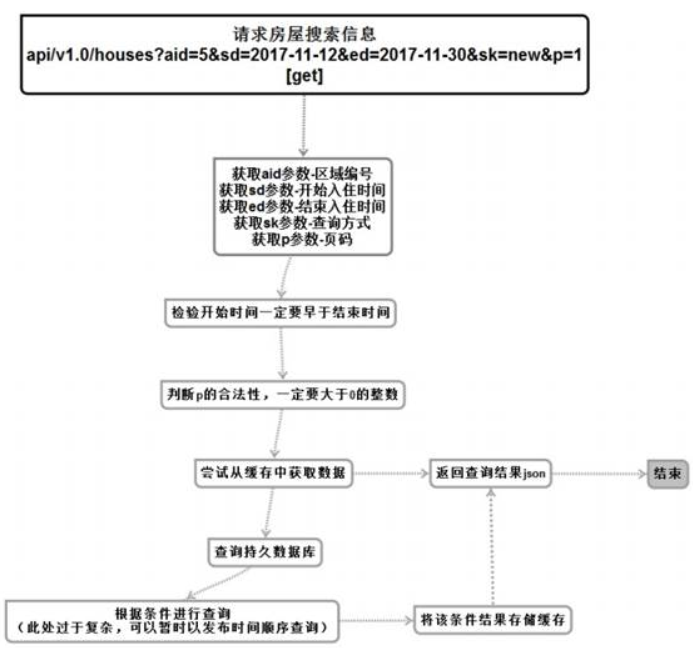 请求房屋搜索信息
api/v1.0/houses?aid=5&sd=2017-11-12&ed=2017-11-30&sk=new&p=1
[get]
获取aid参数-区域编号
获取sd参数-开始入住时间
获取ed参数-结束入住时间
获取sk参数-查询方式
获取p参数-页码
检验开始时间一定要早于结束时间
判断p的合法性，一定要大于0的整数
尝试从缓存中获取数据
返回查询结果json
结束
查询持久数据库
根据条件进行查询
（此处过于复杂，可以暂时以发布时间顺序查询）
将该条件结果存储缓存